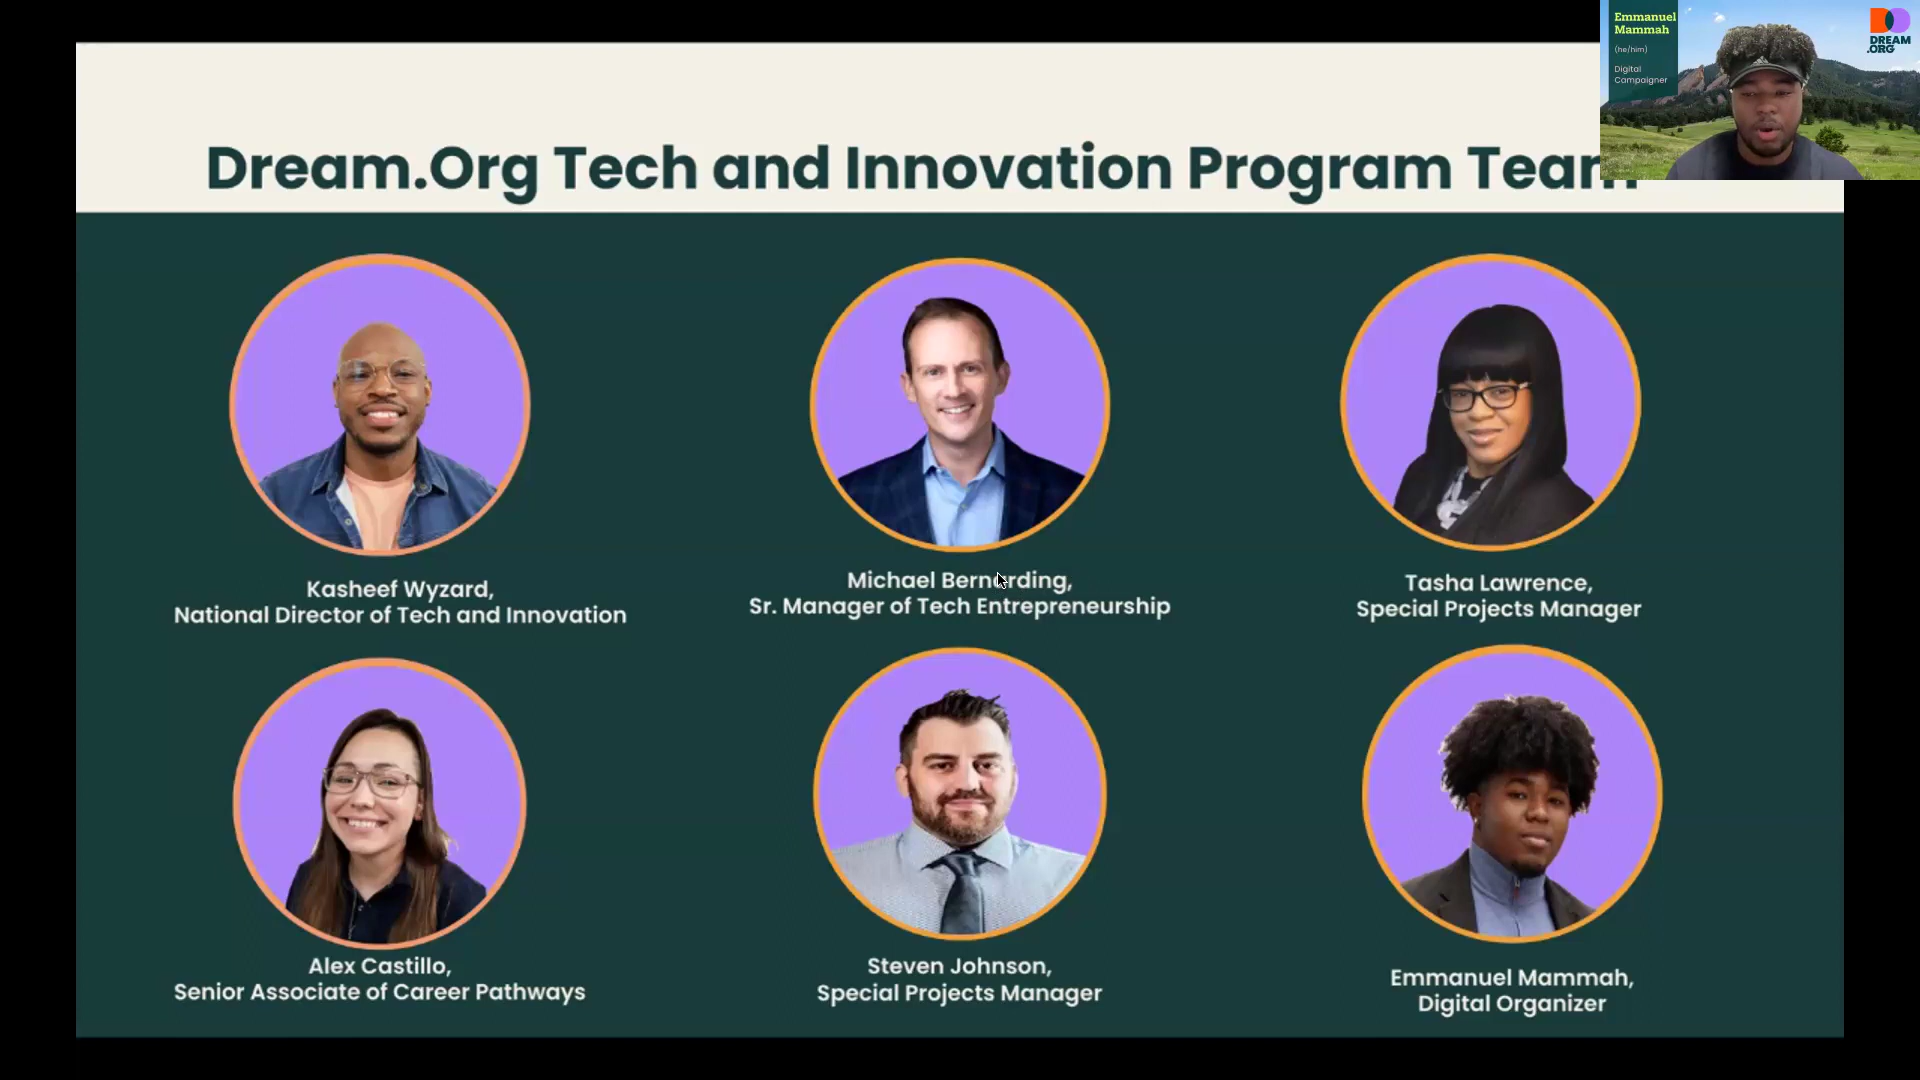 Emmanuel
Mammah
(he/him)
Digital
Campaigner
DREAM
.ORG
Dream.Org Tech and Innovation Program Team
Kasheef Wyzard,
National Director of Tech and Innovation
Michael Bernerding,
Sr. Manager of Tech Entrepreneurship
Tasha Lawrence,
Special Projects Manager
Alex Castillo,
Senior Associate of Career Pathways
Steven Johnson,
Special Projects Manager
Emmanuel Mammah,
Digital Organizer